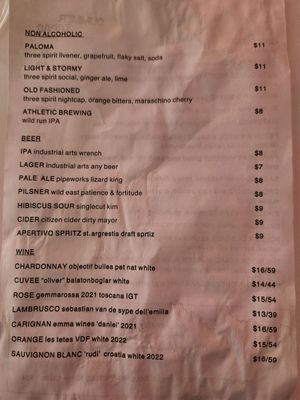 NON ALCOHOLIC
PALOMA $11
three spirit livener, grapefruit, flaky salt, soda
LIGHT & STORMY $11
three spirit social, ginger ale, lime
OLD FASHIONED $11
three spirit nightcap, orange bitters, maraschino cherry
ATHLETIC BREWING $8
wild run IPA
BEER
IPA industrial arts wrench $8
LAGER industrial arts any beer $7
PALE ALE pipeworks lizard king $8
PILSNER wild east patience & fortitude $8
HIBISCUS SOUR singlecut kim $9
CIDER citizen cider dirty mayor $9
APERTIVO SPRITZ st. argrestis draft sprtiz $9
WINE
CHARDONNAY objectif bulles pet nat white $16/59
CUVEE "oliver" balatonboglar white $14/44
ROSE gemmarossa 2021 toscana IGT $15/54
LAMBRUSCO sebastian van de sype dell'emilia $13/39
CARIGNAN emma wines 'daniel' 2021 $16/59
ORANGE les tetes VDF white 2022 $15/54
SAUVIGNON BLANC 'rudi' croatia white 2022 $16/59